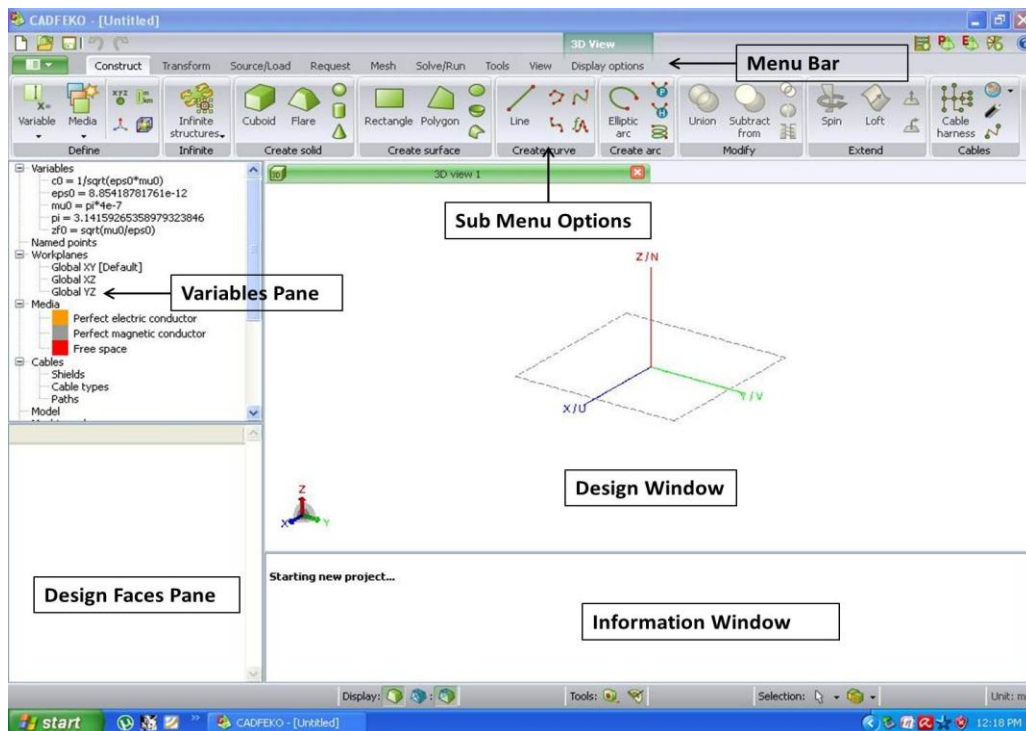 CADFEKO - [Untitled]
3D View
Construct Transform Source/Load Request Mesh Solve/Run Tools View Display options
Menu Bar
X=
XYZ
Variable Media Infinite structures Cuboid Flare Rectangle Polygon Line Elliptic arc Union Subtract from Spin Loft Cable harness
Define Infinite Create solid Create surface Create curve Create arc Modify Extend Cables
Variables
c0 = 1/sqrt(eps0*mu0)
eps0 = 8.85418781761e-12
mu0 = pi*4e-7
pi = 3.14159265358979323846
zf0 = sqrt(mu0/eps0)
Named points
Workplanes
Global XY [Default]
Global XZ
Global YZ
Variables Pane
Media
Perfect electric conductor
Perfect magnetic conductor
Free space
Cables
Shields
Cable types
Paths
Model
3D view 1
Sub Menu Options
Z/N
X/U
Y/V
Z
X
Y
Design Window
Design Faces Pane
Starting new project...
Information Window
Display: Tools: Selection: Unit: m
start CADFEKO - [Untitled] 12:18 PM